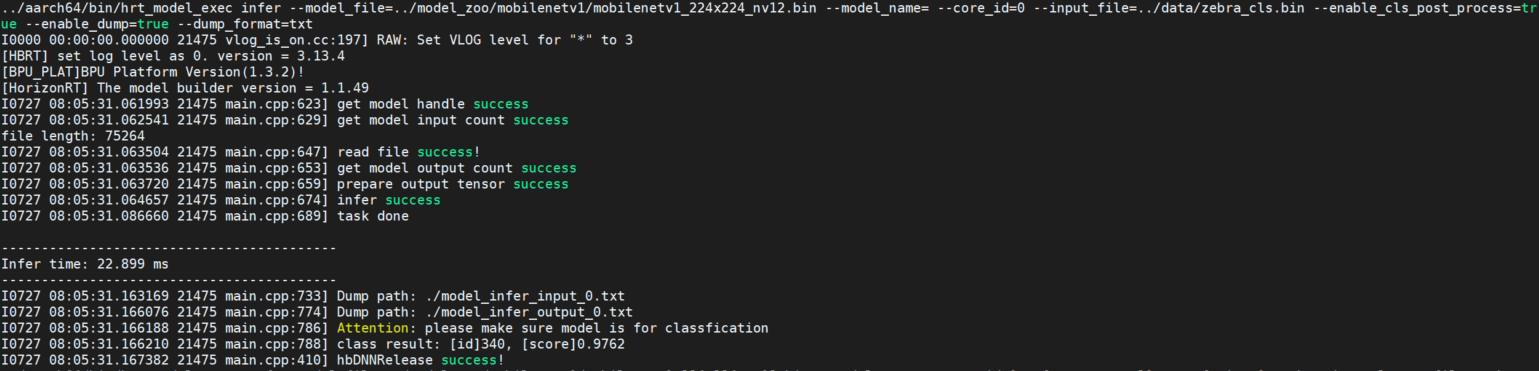 ../aarch64/bin/hrt_model_exec infer --model_file=../model_zoo/mobilenetv1/mobilenetv1_224x224_nv12.bin --model_name= --core_id=0 --input_file=../data/zebra_cls.bin --enable_cls_post_process=tr
ue --enable_dump=true --dump_format=txt
I0000 00:00:00.000000 21475 vlog_is_on.cc:197] RAW: Set VLOG level for "*" to 3
[HBRT] set log level as 0. version = 3.13.4
[BPU_PLAT]BPU Platform Version(1.3.2)!
[HorizonRT] The model builder version = 1.1.49
I0727 08:05:31.061993 21475 main.cpp:623] get model handle success
I0727 08:05:31.062541 21475 main.cpp:629] get model input count success
file length: 75264
I0727 08:05:31.063504 21475 main.cpp:647] read file success!
I0727 08:05:31.063536 21475 main.cpp:653] get model output count success
I0727 08:05:31.063720 21475 main.cpp:659] prepare output tensor success
I0727 08:05:31.064657 21475 main.cpp:674] infer success
I0727 08:05:31.086660 21475 main.cpp:689] task done
------------------------------------------
Infer time: 22.899 ms
------------------------------------------
I0727 08:05:31.163169 21475 main.cpp:733] Dump path: ./model_infer_input_0.txt
I0727 08:05:31.166076 21475 main.cpp:774] Dump path: ./model_infer_output_0.txt
I0727 08:05:31.166188 21475 main.cpp:786] Attention: please make sure model is for classfication
I0727 08:05:31.166210 21475 main.cpp:788] class result: [id]340, [score]0.9762
I0727 08:05:31.167382 21475 main.cpp:410] hbDNNRelease success!